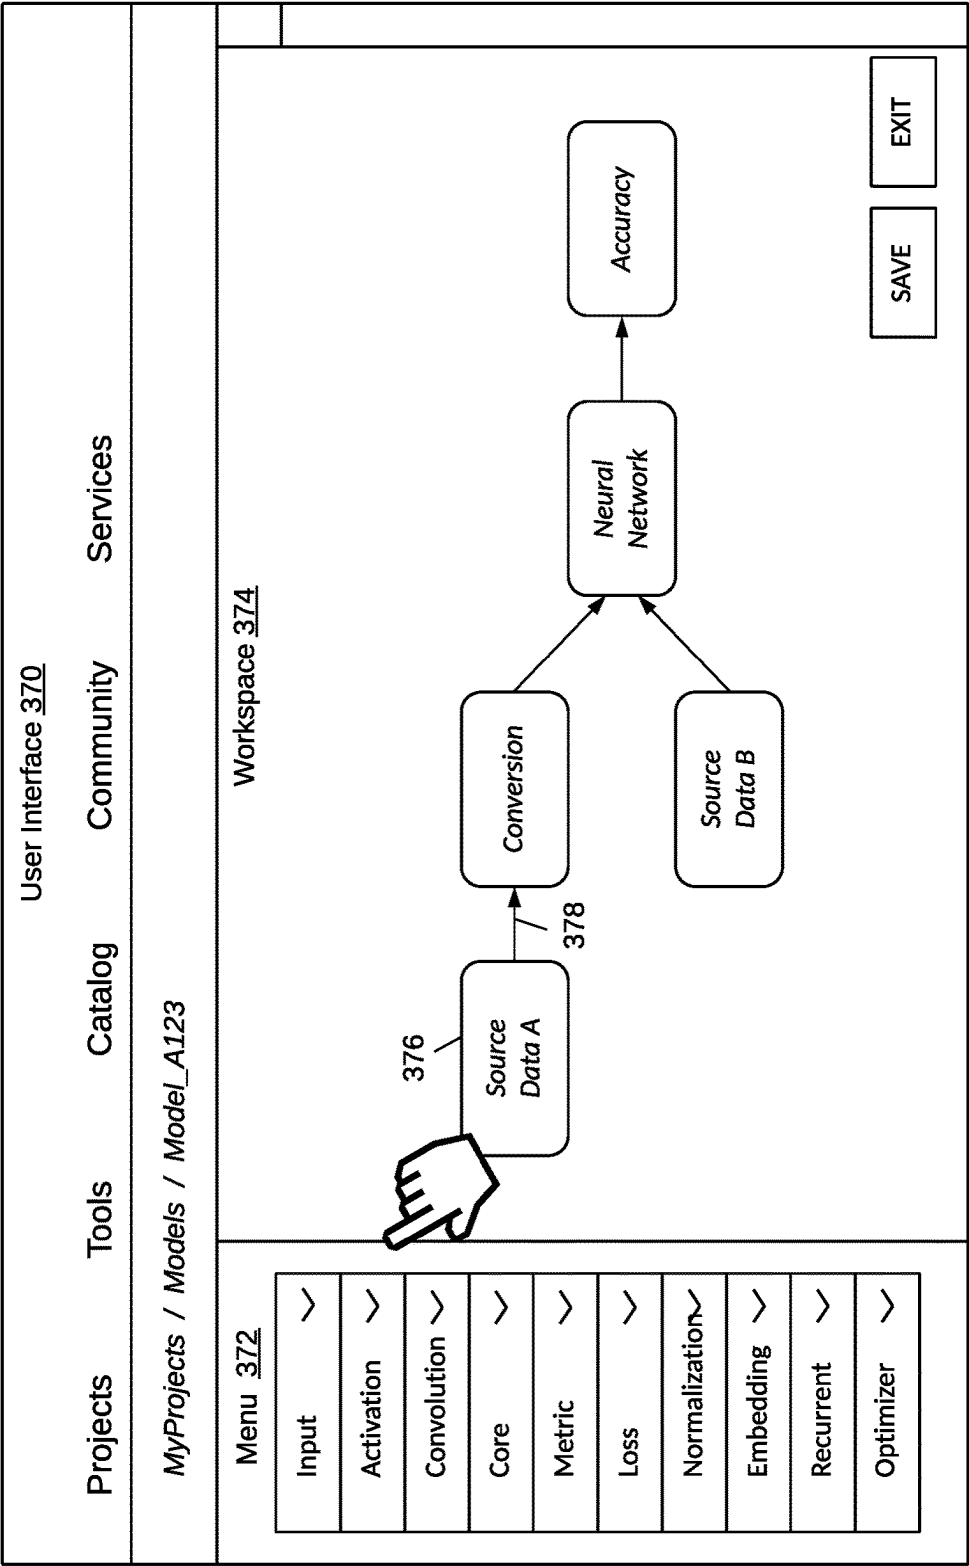 User Interface 370
Projects Tools Catalog Community Services
MyProjects / Models / Model_A123
Menu 372
Input
Activation
Convolution
Core
Metric
Loss
Normalization
Embedding
Recurrent
Optimizer
Workspace 374
376
Source
Data A
378
Conversion
Source
Data B
Neural
Network
Accuracy
SAVE
EXIT